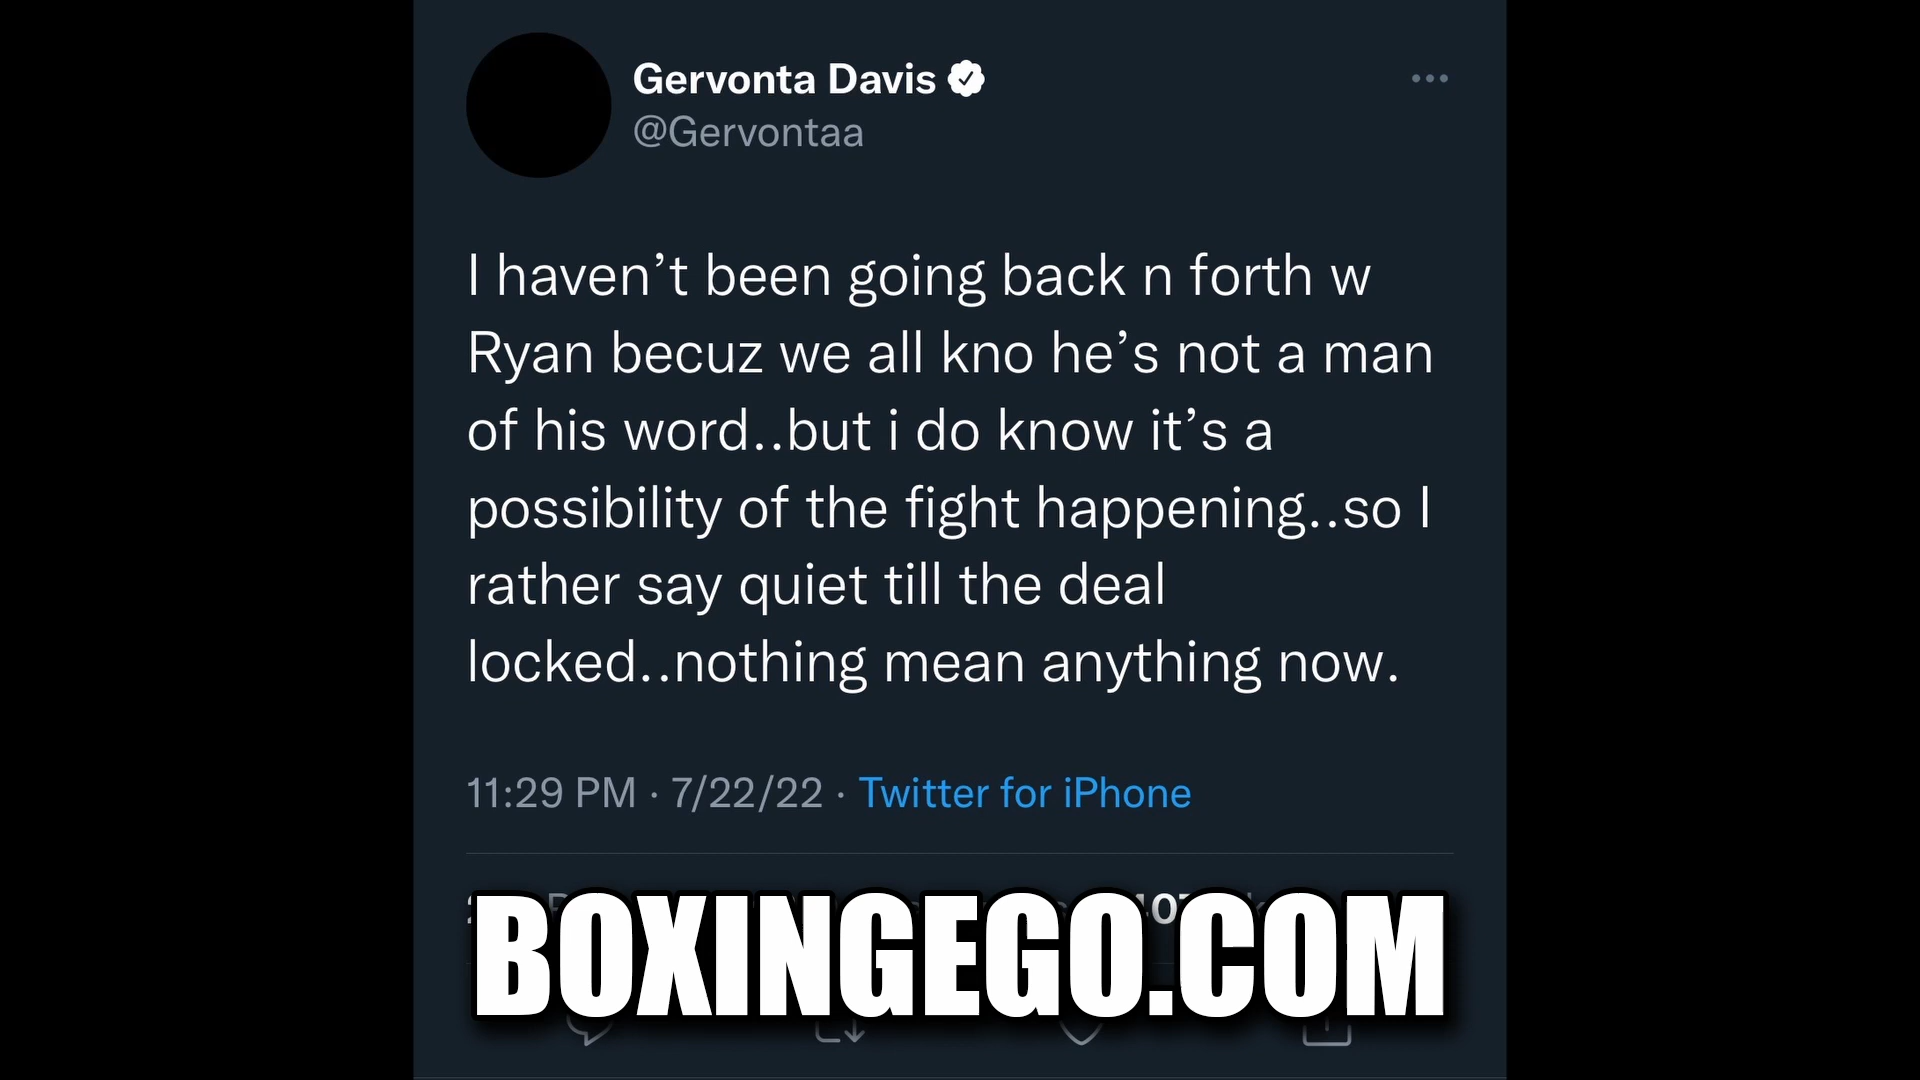 Gervonta Davis
@Gervontaa
I haven’t been going back n forth w
Ryan becuz we all kno he’s not a man
of his word..but i do know it’s a
possibility of the fight happening..so I
rather say quiet till the deal
locked..nothing mean anything now.
11:29 PM · 7/22/22 · Twitter for iPhone
BOXINGEGO.COM